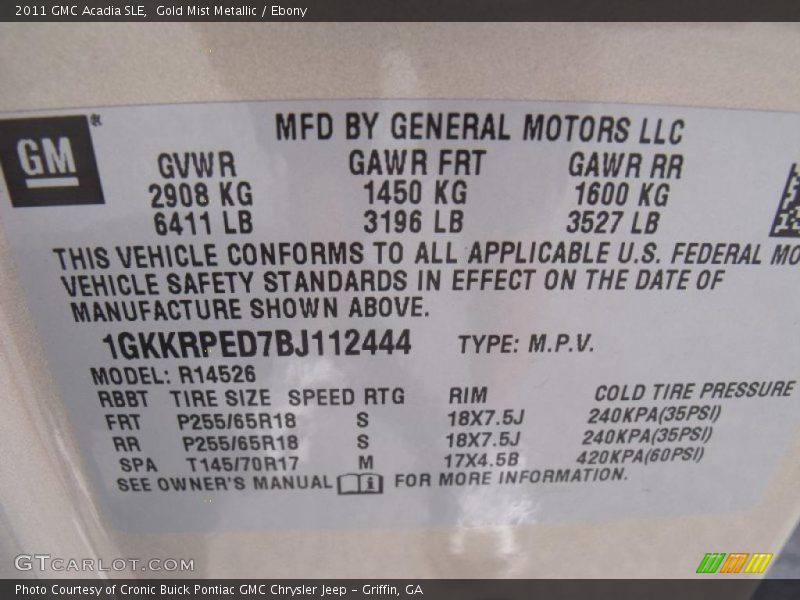 2011 GMC Acadia SLE, Gold Mist Metallic / Ebony
GM
®
MFD BY GENERAL MOTORS LLC
GVWR GAWR FRT GAWR RR
2908 KG 1450 KG 1600 KG
6411 LB 3196 LB 3527 LB
THIS VEHICLE CONFORMS TO ALL APPLICABLE U.S. FEDERAL MO
VEHICLE SAFETY STANDARDS IN EFFECT ON THE DATE OF
MANUFACTURE SHOWN ABOVE.
1GKKRPED7BJ112444 TYPE: M.P.V.
MODEL: R14526
RBBT TIRE SIZE SPEED RTG RIM COLD TIRE PRESSURE
FRT P255/65R18 S 18X7.5J 240KPA(35PSI)
RR P255/65R18 S 18X7.5J 240KPA(35PSI)
SPA T145/70R17 M 17X4.5B 420KPA(60PSI)
SEE OWNER'S MANUAL i FOR MORE INFORMATION.
GTCARLOT.COM
Photo Courtesy of Cronic Buick Pontiac GMC Chrysler Jeep - Griffin, GA